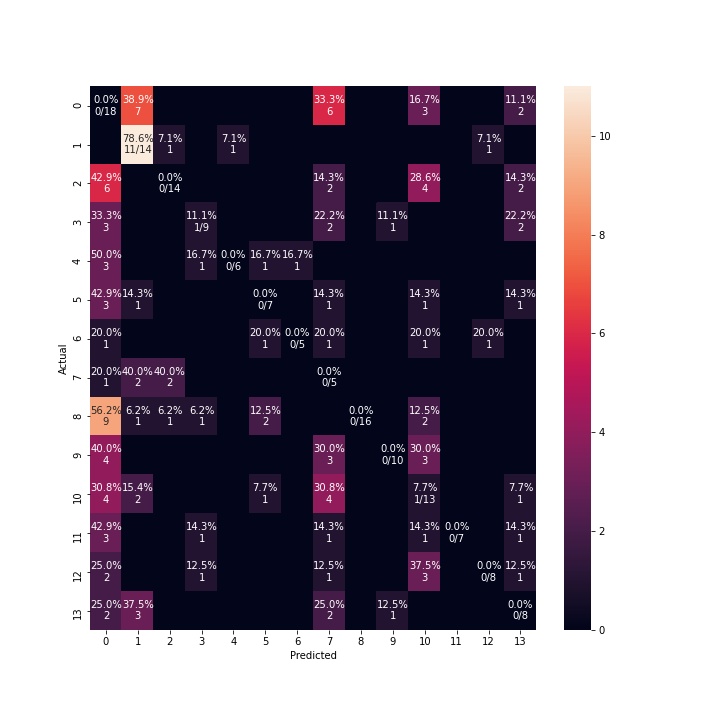 0.0% 38.9% 33.3% 16.7% 11.1%
0/18 7 6 3 2
78.6% 7.1% 7.1% 7.1%
11/14 1 1 1
42.9% 0.0% 14.3% 28.6% 14.3%
6 0/14 2 4 2
33.3% 11.1% 22.2% 11.1% 22.2%
3 1/9 2 1 2
50.0% 16.7% 0.0% 16.7% 16.7%
3 1 0/6 1 1
42.9% 14.3% 0.0% 14.3% 14.3% 14.3%
3 1 0/7 1 1 1
20.0% 20.0% 0.0% 20.0% 20.0% 20.0%
1 1 0/5 1 1 1
20.0% 40.0% 40.0% 0.0%
1 2 2 0/5
56.2% 6.2% 6.2% 6.2% 12.5% 0.0% 12.5%
9 1 1 1 2 0/16 2
40.0% 30.0% 0.0% 30.0%
4 3 0/10 3
30.8% 15.4% 7.7% 30.8% 7.7% 7.7%
4 2 1 4 1/13 1
42.9% 14.3% 14.3% 14.3% 0.0% 14.3%
3 1 1 1 0/7 1
25.0% 12.5% 12.5% 37.5% 0.0% 12.5%
2 1 1 3 0/8 1
25.0% 37.5% 25.0% 12.5% 0.0%
2 3 2 1 0/8
0
1
2
3
4
5
6
7
8
9
10
11
12
13
Actual
0 1 2 3 4 5 6 7 8 9 10 11 12 13
Predicted
10
8
6
4
2
0